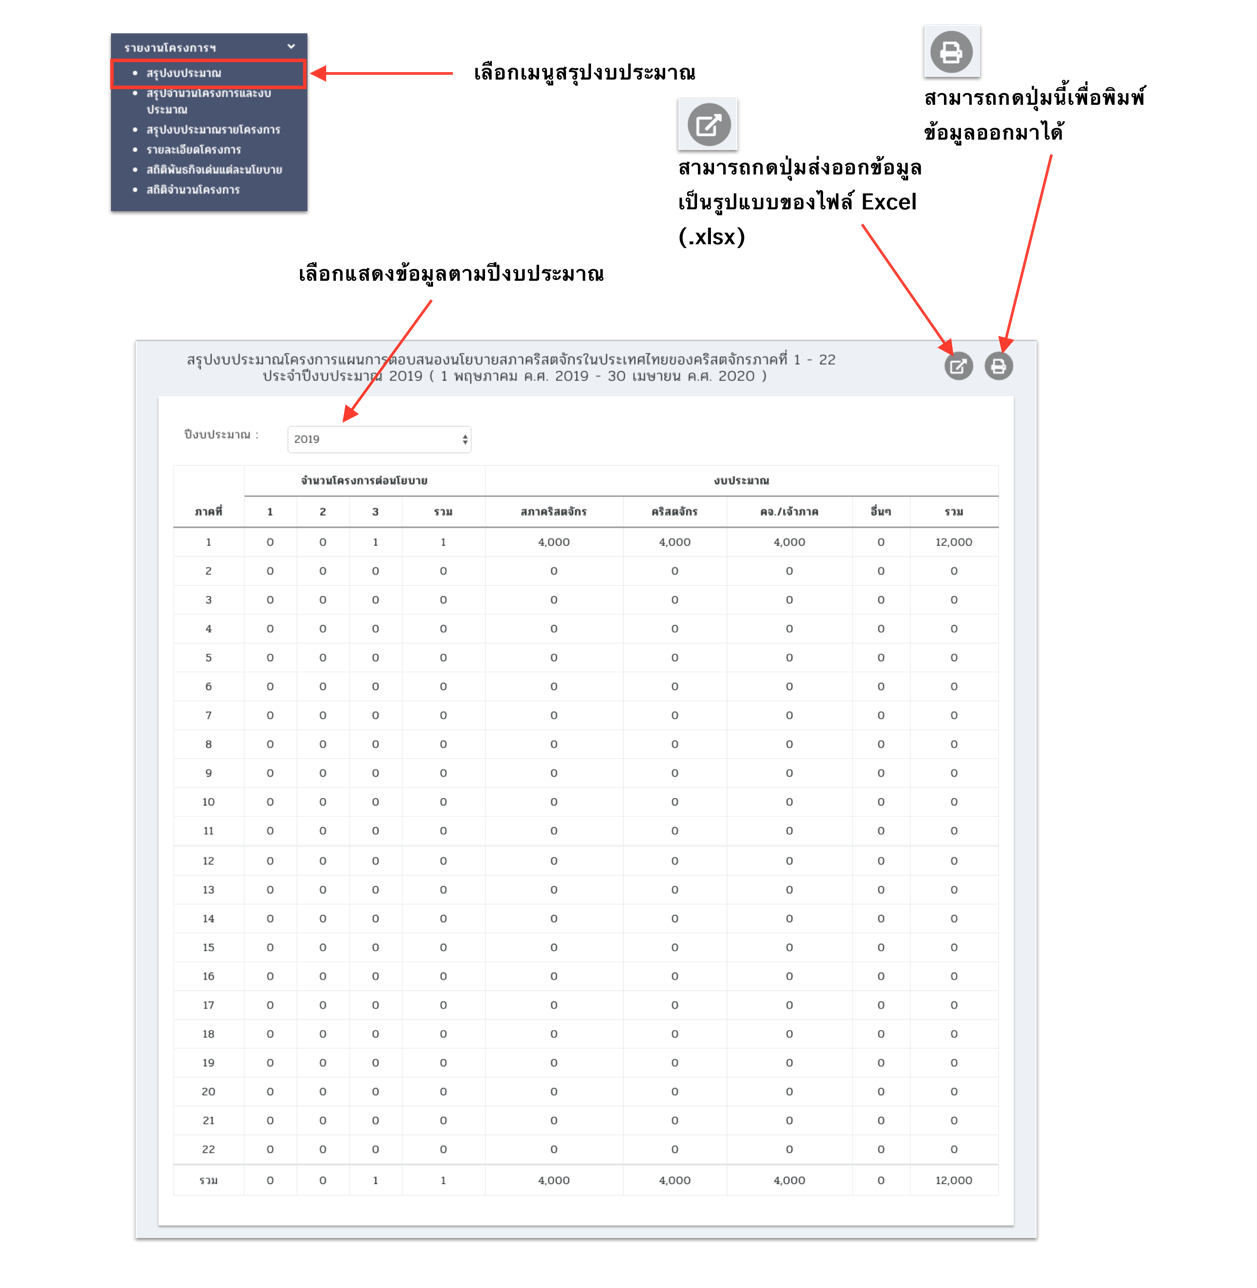 รายงานโครงการฯ
สรุปงบประมาณ
สรุปจำนวนโครงการและงบ
ประมาณ
สรุปงบประมาณรายโครงการ
รายละเอียดโครงการ
สถิติพันธกิจเด่นแต่ละนโยบาย
สถิติจำนวนโครงการ
เลือกเมนูสรุปงบประมาณ
สามารถกดปุ่มส่งออกข้อมูล
เป็นรูปแบบของไฟล์ Excel
(.xlsx)
สามารถกดปุ่มนี้เพื่อพิมพ์
ข้อมูลออกมาได้
เลือกแสดงข้อมูลตามปีงบประมาณ
สรุปงบประมาณโครงการแผนการตอบสนองนโยบายสภาคริสตจักรในประเทศไทยของคริสตจักรภาคที่ 1 - 22
ประจำปีงบประมาณ 2019 ( 1 พฤษภาคม ค.ศ. 2019 - 30 เมษายน ค.ศ. 2020 )
ปีงบประมาณ : 2019
จำนวนโครงการต่อนโยบาย งบประมาณ
ภาคที่ 1 2 3 รวม สภาคริสตจักร คริสตจักร คจ./เจ้าภาค อื่นๆ รวม
1 0 0 1 1 4,000 4,000 4,000 0 12,000
2 0 0 0 0 0 0 0 0 0
3 0 0 0 0 0 0 0 0 0
4 0 0 0 0 0 0 0 0 0
5 0 0 0 0 0 0 0 0 0
6 0 0 0 0 0 0 0 0 0
7 0 0 0 0 0 0 0 0 0
8 0 0 0 0 0 0 0 0 0
9 0 0 0 0 0 0 0 0 0
10 0 0 0 0 0 0 0 0 0
11 0 0 0 0 0 0 0 0 0
12 0 0 0 0 0 0 0 0 0
13 0 0 0 0 0 0 0 0 0
14 0 0 0 0 0 0 0 0 0
15 0 0 0 0 0 0 0 0 0
16 0 0 0 0 0 0 0 0 0
17 0 0 0 0 0 0 0 0 0
18 0 0 0 0 0 0 0 0 0
19 0 0 0 0 0 0 0 0 0
20 0 0 0 0 0 0 0 0 0
21 0 0 0 0 0 0 0 0 0
22 0 0 0 0 0 0 0 0 0
รวม 0 0 1 1 4,000 4,000 4,000 0 12,000